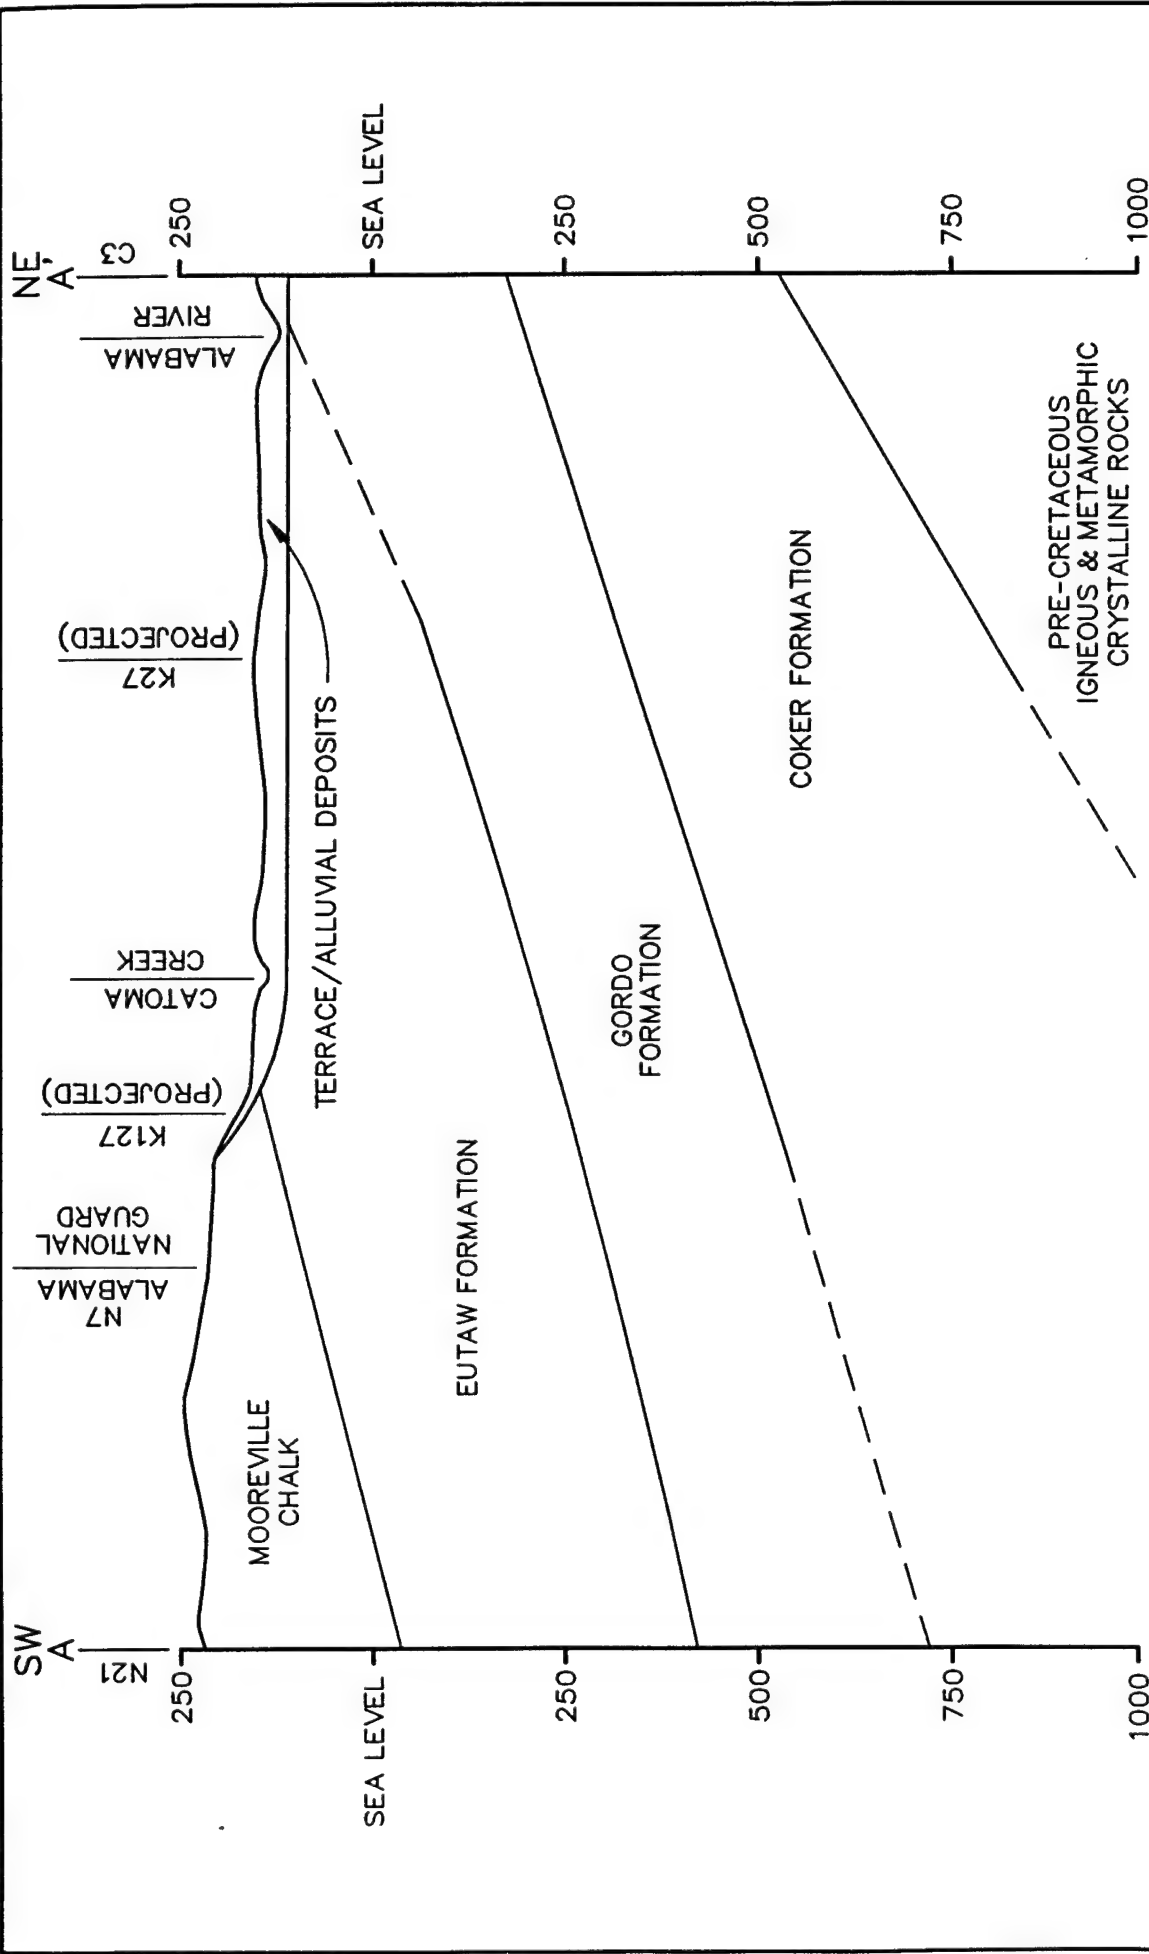 SW
A
N21
N7
ALABAMA
NATIONAL
GUARD
K127
(PROJECTED)
CATOMA
CREEK
K27
(PROJECTED)
ALABAMA
RIVER
NE
A'
C3
250
SEA LEVEL
250
500
750
1000
250
SEA LEVEL
250
500
750
1000
MOOREVILLE
CHALK
TERRACE/ALLUVIAL DEPOSITS
EUTAW FORMATION
GORDO
FORMATION
COKER FORMATION
PRE-CRETACEOUS
IGNEOUS & METAMORPHIC
CRYSTALLINE ROCKS